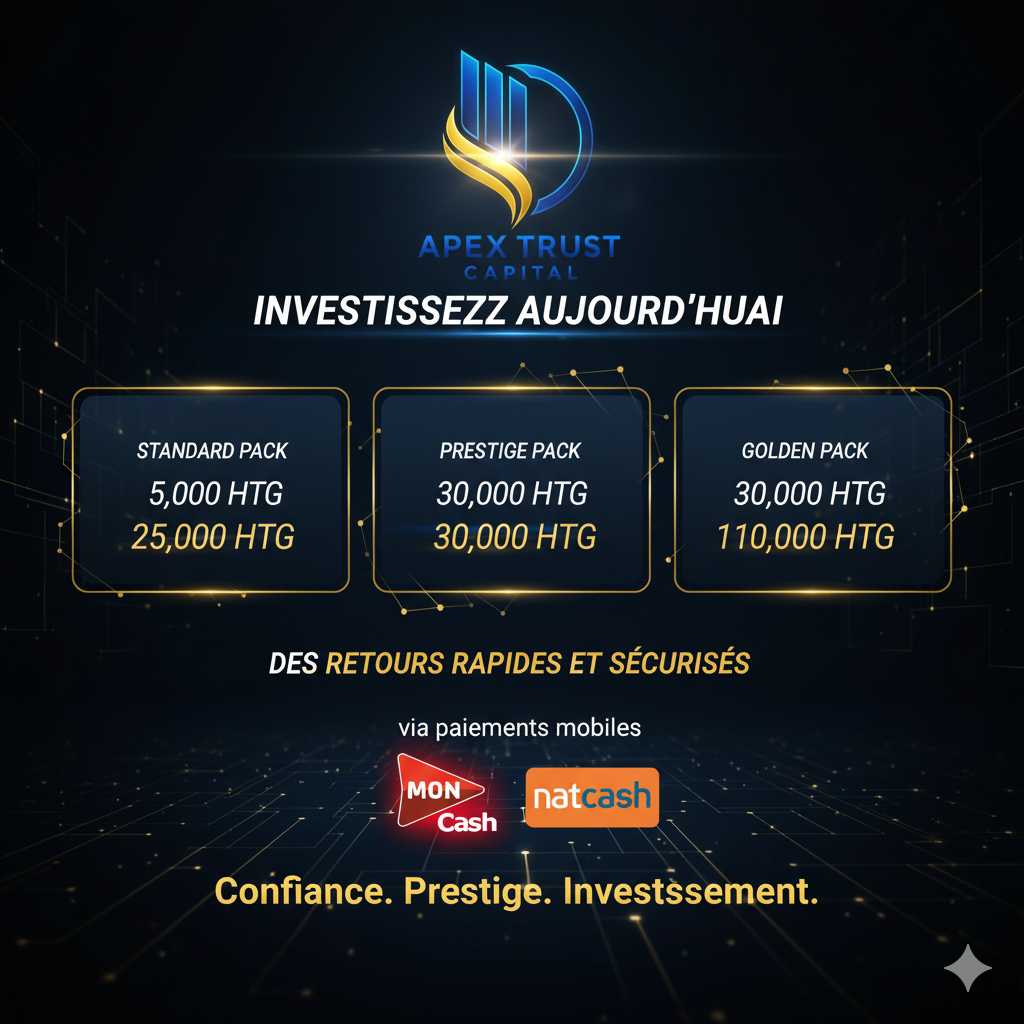 APEX TRUST
CAPITAL
INVESTISSEZZ AUJOURD'HUAI
STANDARD PACK
5,000 HTG
25,000 HTG
PRESTIGE PACK
30,000 HTG
30,000 HTG
GOLDEN PACK
30,000 HTG
110,000 HTG
DES RETOURS RAPIDES ET SÉCURISÉS
via paiements mobiles
MON
Cash
natcash
Confiance. Prestige. Investssement.